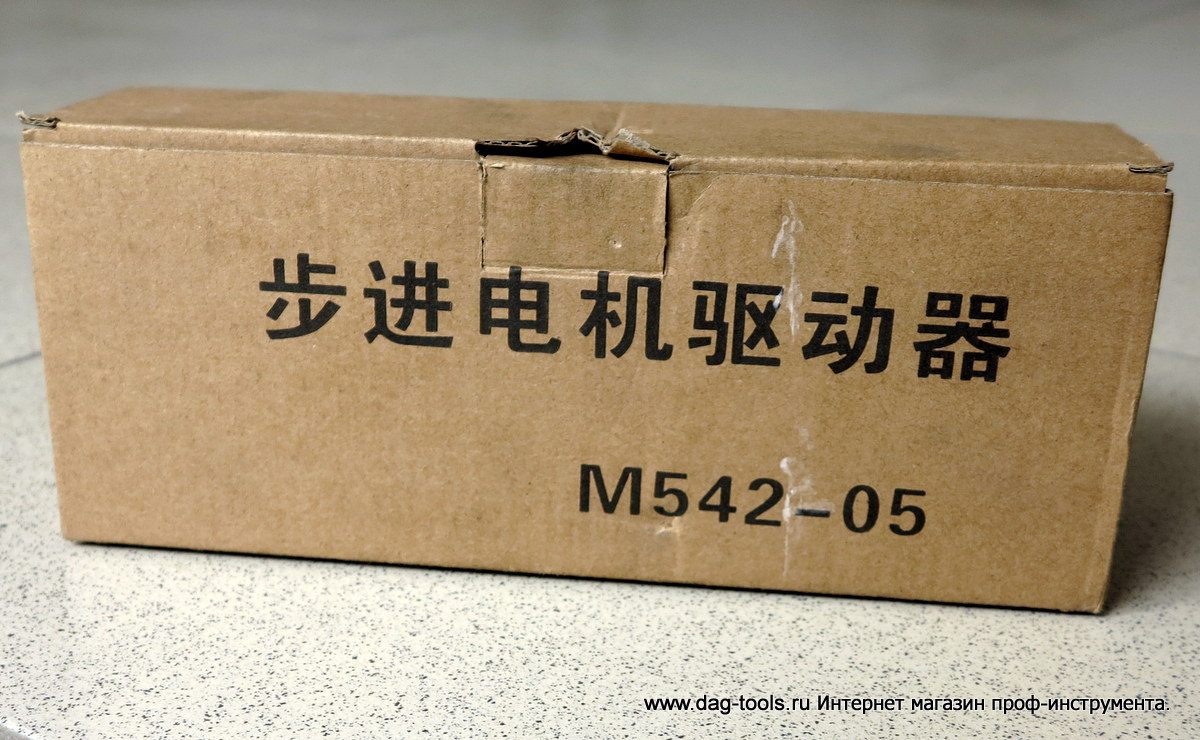 步进电机驱动器
M542-05
www.dag-tools.ru Интернет магазин проф-инструмента.